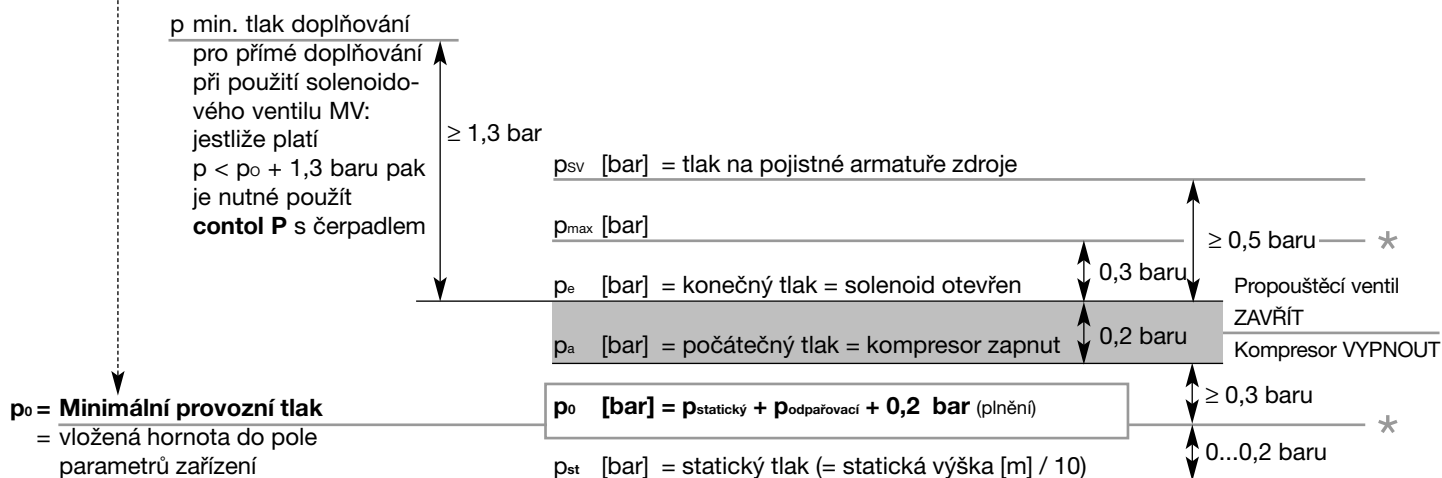 p min. tlak doplňování
pro přímé doplňování
při použití solenoido-
vého ventilu MV:
jestliže platí
p < po + 1,3 baru pak
je nutné použít
contol P s čerpadlem
≥ 1,3 bar
psv [bar] = tlak na pojistné armatuře zdroje
pmax [bar]
≥ 0,5 baru *
0,3 baru
pe [bar] = konečný tlak = solenoid otevřen
Propouštěcí ventil
ZAVŘÍT
pa [bar] = počátečný tlak = kompresor zapnut
0,2 baru
Kompresor VYPNOUT
≥ 0,3 baru
p0 = Minimální provozní tlak
= vložená hornota do pole
parametrů zařízení
p0 [bar] = pstatický + podpařovací + 0,2 bar (plnění)
*
0...0,2 baru
pst [bar] = statický tlak (= statická výška [m] / 10)